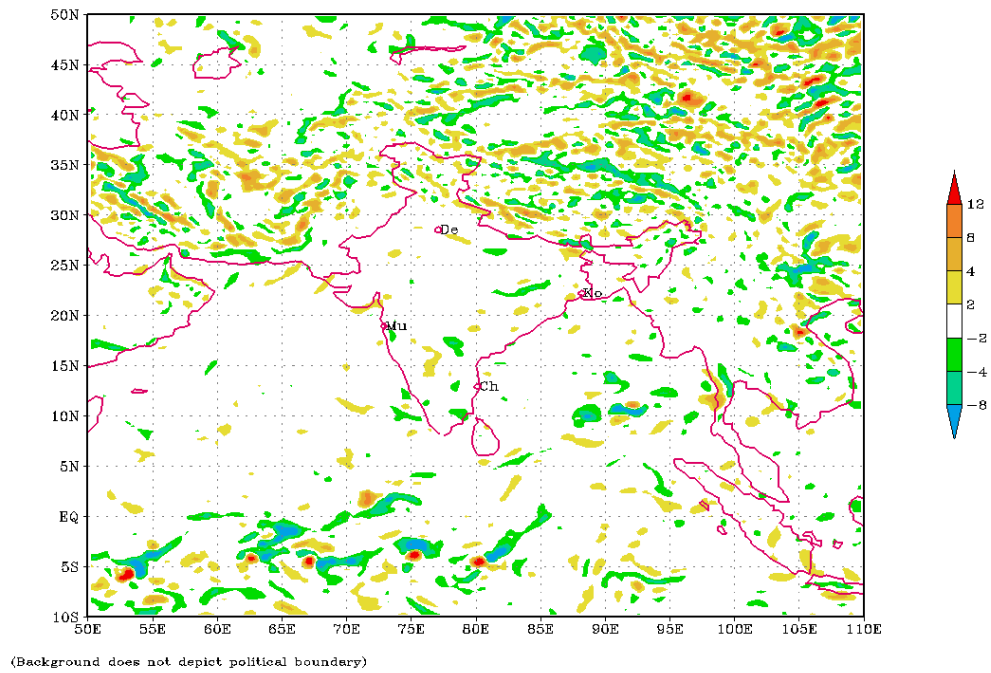 50N
45N
40N
35N
30N
25N
20N
15N
10N
5N
EQ
5S
10S
50E 55E 60E 65E 70E 75E 80E 85E 90E 95E 100E 105E 110E
De
Ko
Mu
Ch
12
8
4
2
-2
-4
-8
(Background does not depict political boundary)